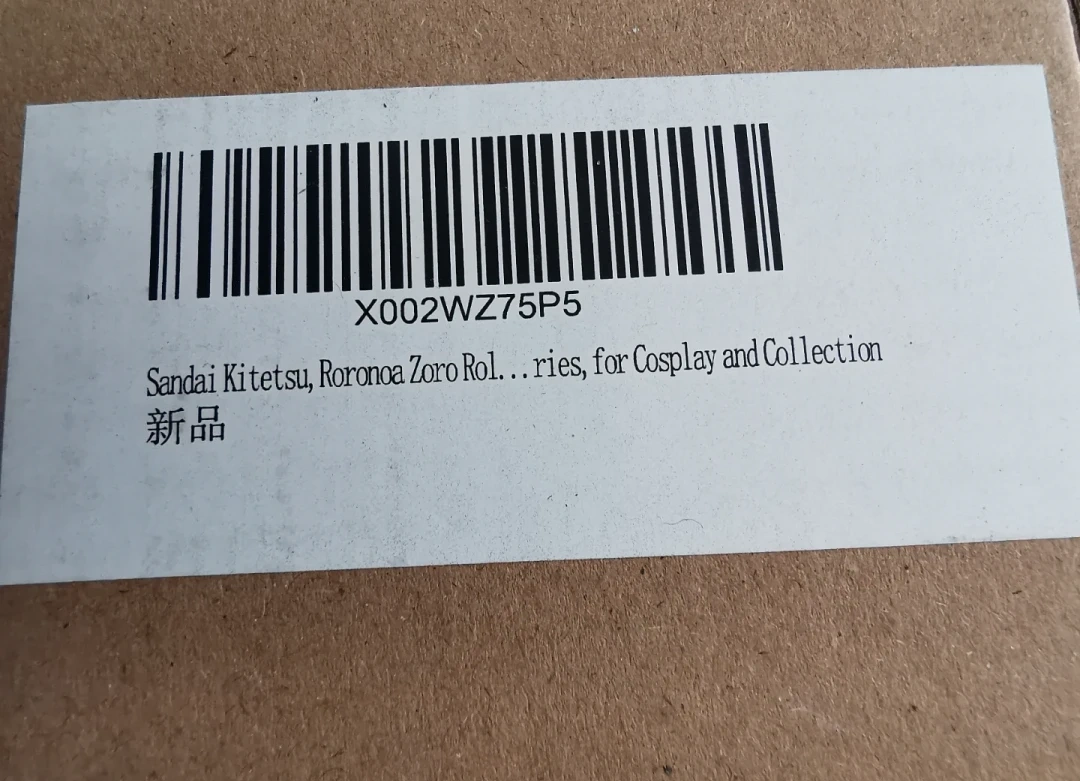 X002WZ75P5
Sandai Kitetsu, Roronoa Zoro Rol...ries, for Cosplay and Collection
新品